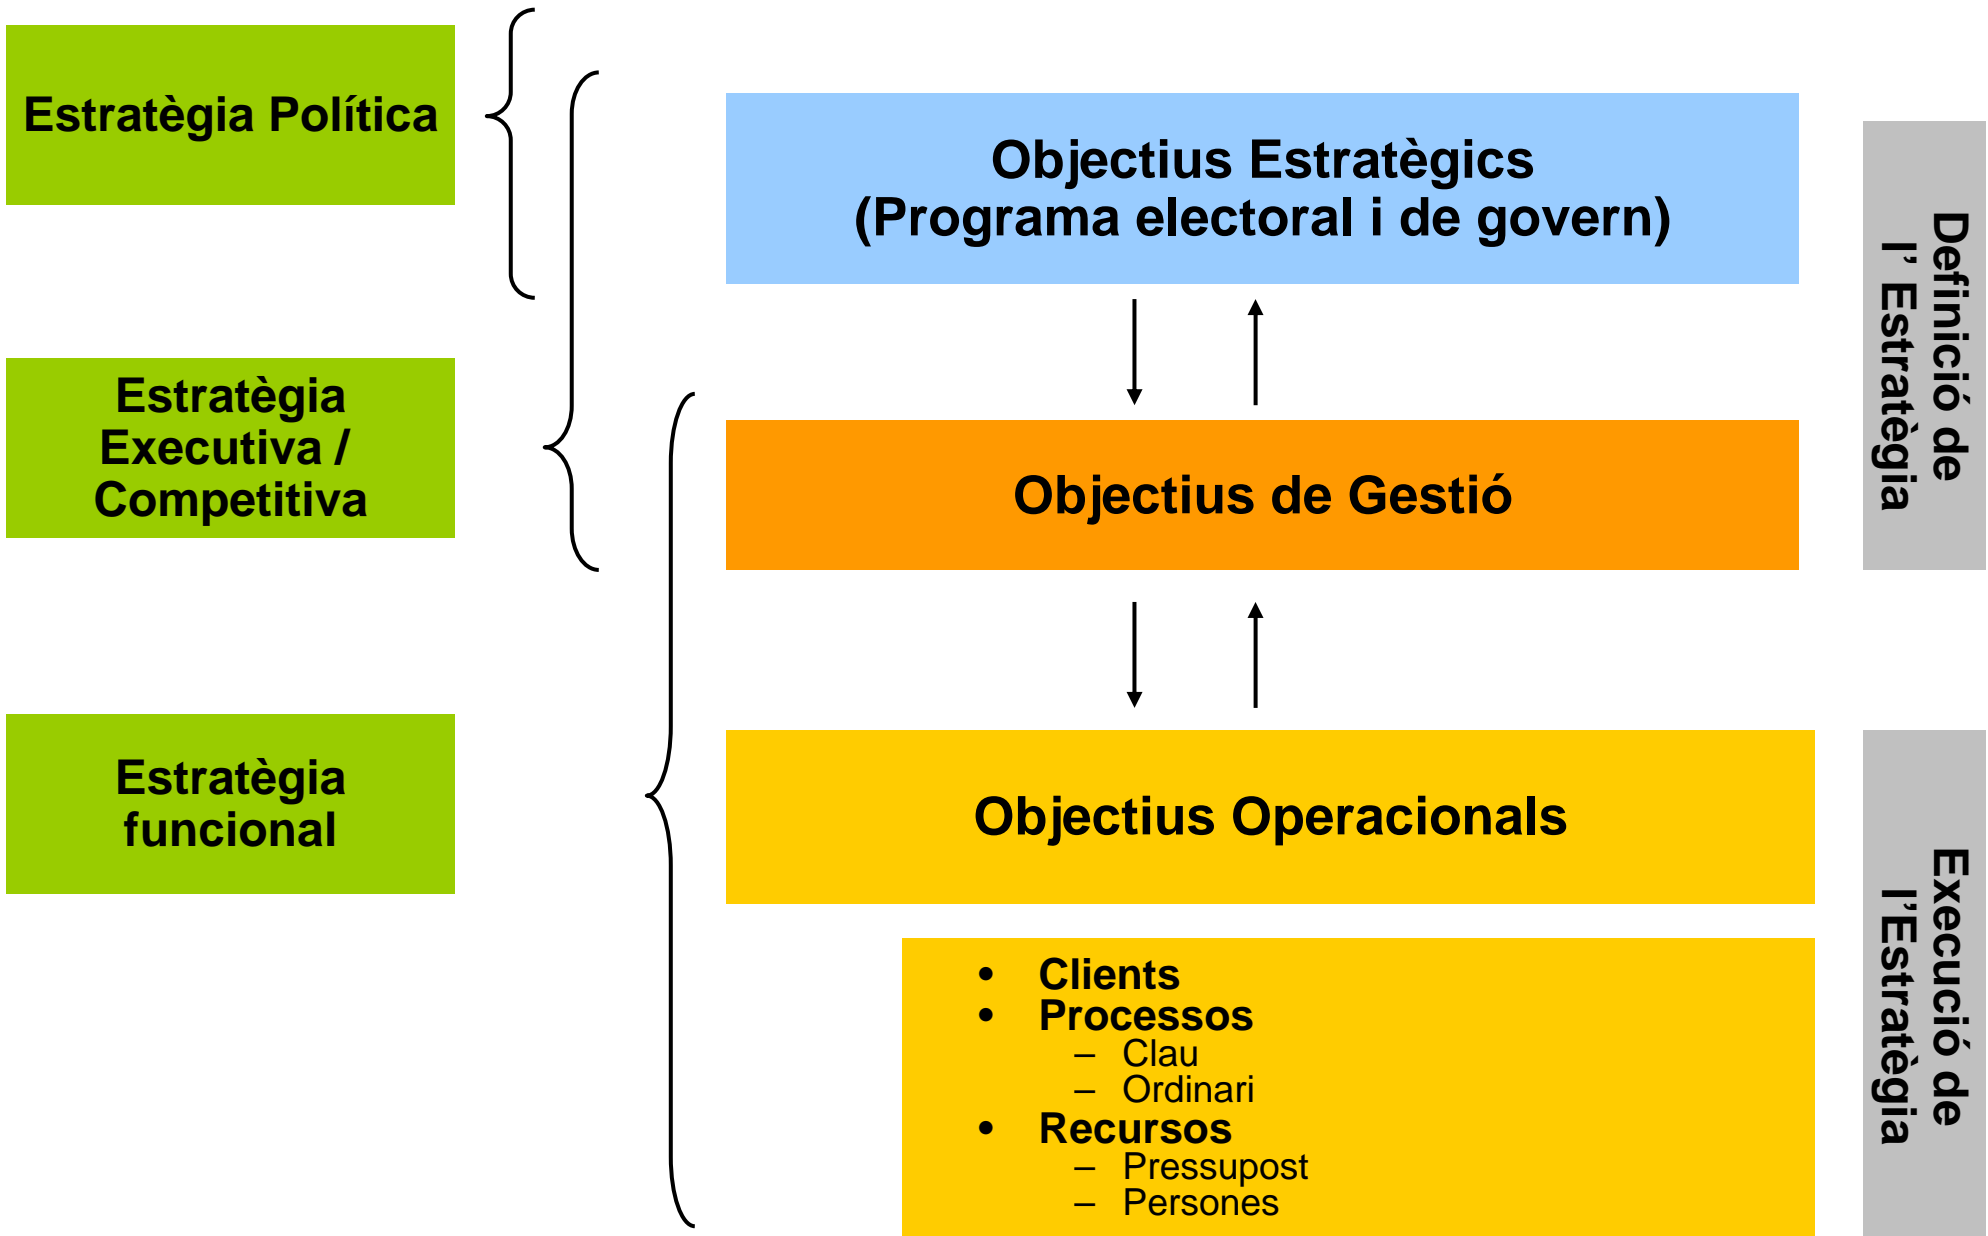 Estratègia Política
Objectius Estratègics
(Programa electoral i de govern)
Definició de
l' Estratègia
Estratègia
Executiva /
Competitiva
Objectius de Gestió
Estratègia
funcional
Objectius Operacionals
• Clients
• Processos
– Clau
– Ordinari
• Recursos
– Pressupost
– Persones
Execució de
l'Estratègia